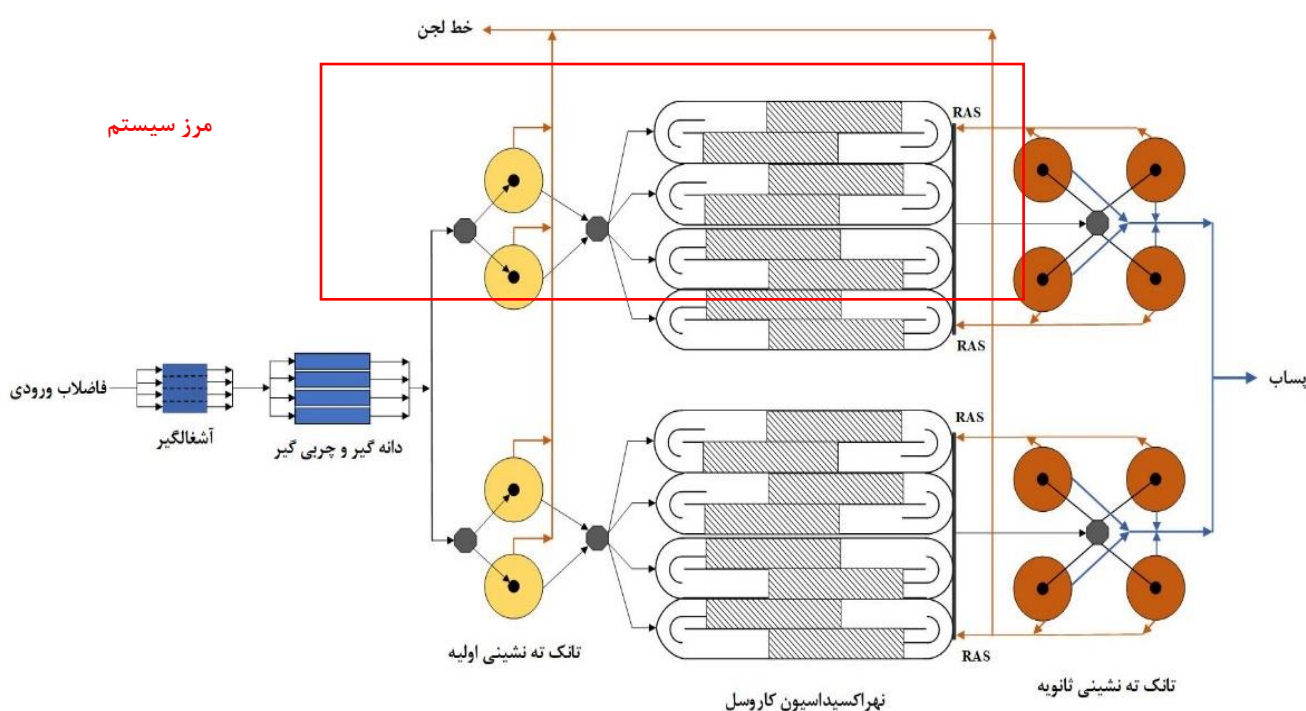 خط لجن
مرز سیستم
RAS
RAS
فاضلاب ورودی
آشغالگیر
دانه گیر و چربی گیر
پساب
RAS
RAS
تانک ته نشینی اولیه
نهراکسیداسیون کاروسل
تانک ته نشینی ثانویه